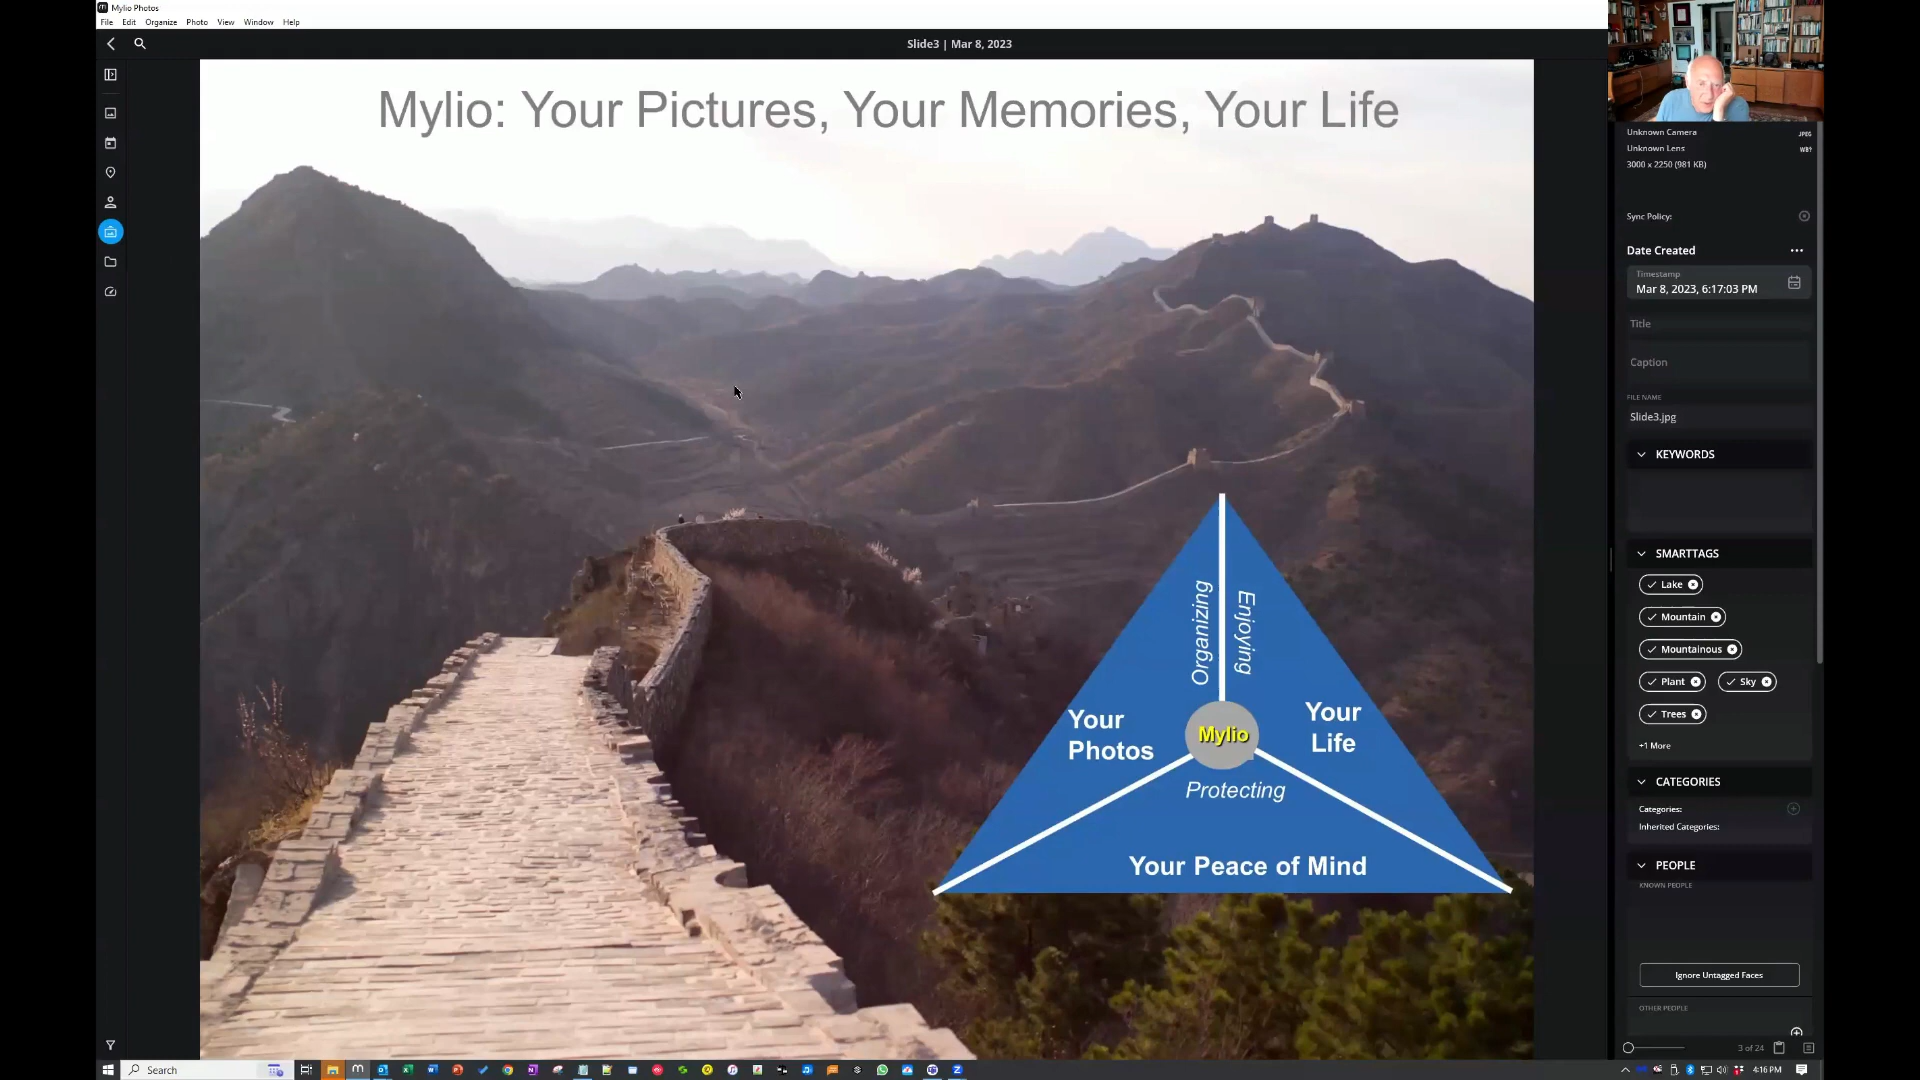 Mylio Photos
File Edit Organize Photo View Window Help
Slide3 | Mar 8, 2023
Mylio: Your Pictures, Your Memories, Your Life
Organizing
Enjoying
Your
Photos
Mylio
Your
Life
Protecting
Your Peace of Mind
Unknown Camera
JPEG
Unknown Lens
WB?
3000 x 2250 (981 KB)
Sync Policy:
Date Created
Timestamp
Mar 8, 2023, 6:17:03 PM
Title
Caption
FILE NAME
Slide3.jpg
KEYWORDS
SMARTTAGS
Lake
Mountain
Mountainous
Plant Sky
Trees
+1 More
CATEGORIES
Categories:
Inherited Categories:
PEOPLE
KNOWN PEOPLE
Ignore Untagged Faces
OTHER PEOPLE
3 of 24
Search
4:16 PM